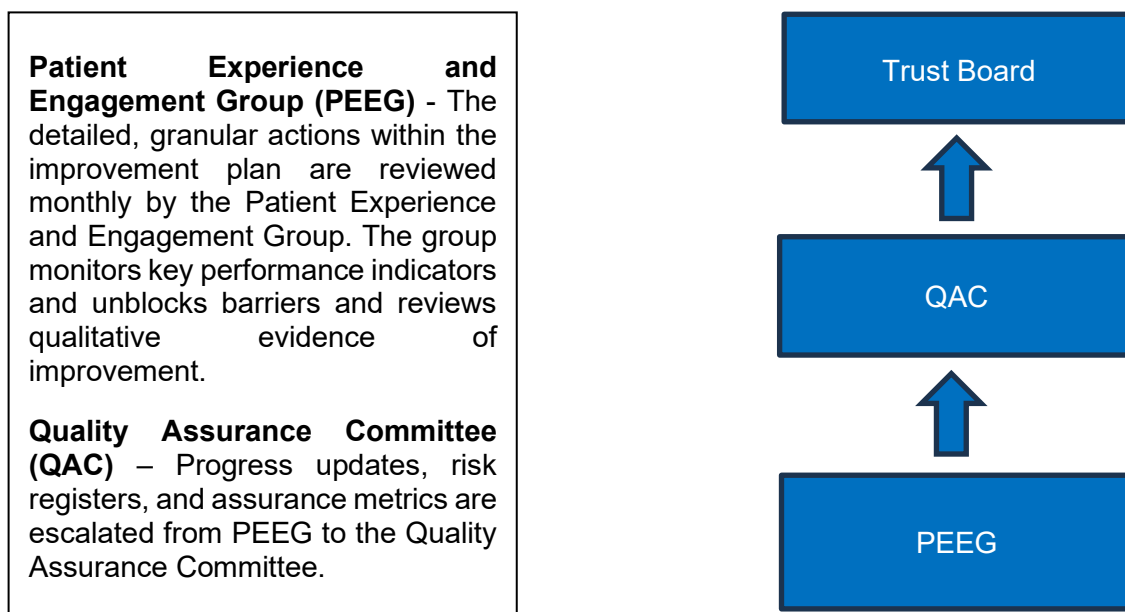 Patient Experience and
Engagement Group (PEEG) - The
detailed, granular actions within the
improvement plan are reviewed
monthly by the Patient Experience
and Engagement Group. The group
monitors key performance indicators
and unblocks barriers and reviews
qualitative evidence of
improvement.
Quality Assurance Committee
(QAC) – Progress updates, risk
registers, and assurance metrics are
escalated from PEEG to the Quality
Assurance Committee.
Trust Board
QAC
PEEG